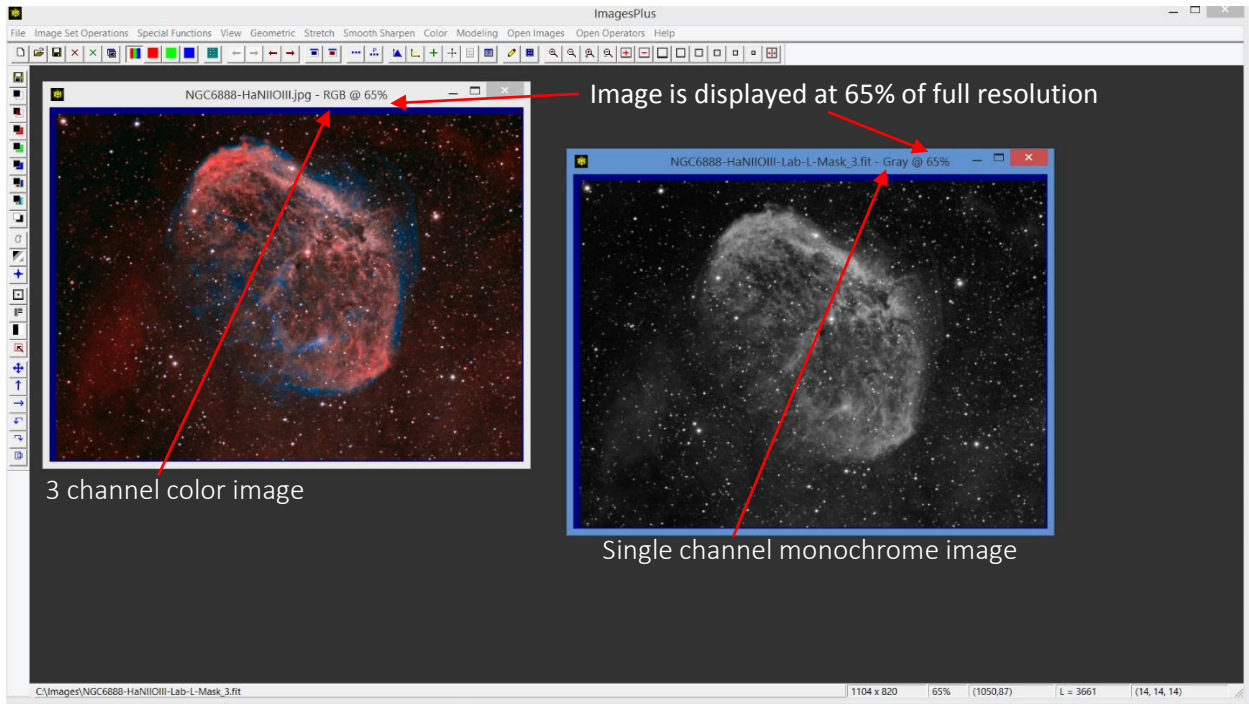 ImagesPlus
File Image Set Operations Special Functions View Geometric Stretch Smooth Sharpen Color Modeling Open Images Open Operators Help
NGC6888-HaNIIOIII.jpg - RGB @ 65%
Image is displayed at 65% of full resolution
NGC6888-HaNIIOIII-Lab-L-Mask_3.fit - Gray @ 65%
3 channel color image
Single channel monochrome image
C:\Images\NGC6888-HaNIIOIII-Lab-L-Mask_3.fit
1104 x 820
65%
(1050,87)
L = 3661
(14, 14, 14)